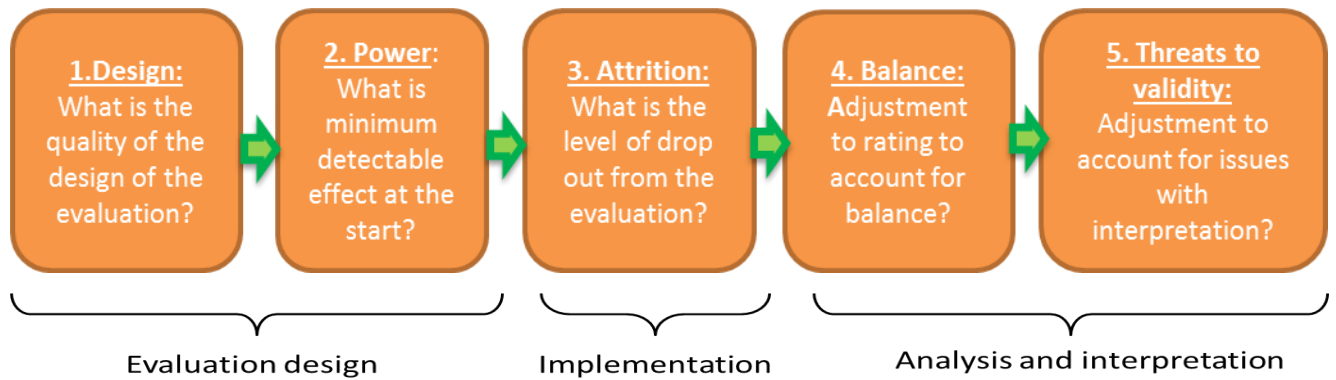 1.Design:
What is the
quality of the
design of the
evaluation?
2. Power:
What is
minimum
detectable
effect at the
start?
3. Attrition:
What is the
level of drop
out from the
evaluation?
4. Balance:
Adjustment
to rating to
account for
balance?
5. Threats to
validity:
Adjustment to
account for issues
with
interpretation?
Evaluation design
Implementation
Analysis and interpretation